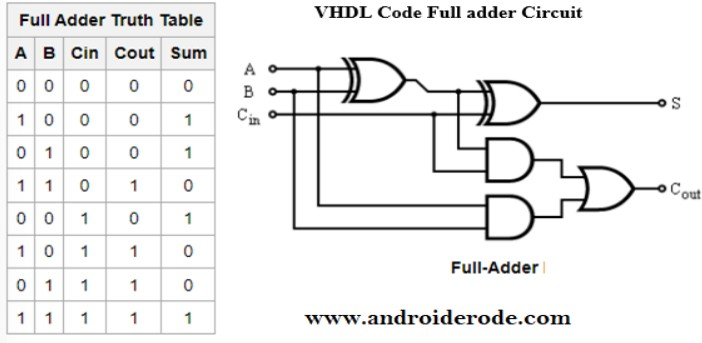 Full Adder Truth Table
A B Cin Cout Sum
0 0 0 0 0
1 0 0 0 1
0 1 0 0 1
1 1 0 1 0
0 0 1 0 1
1 0 1 1 0
0 1 1 1 0
1 1 1 1 1
VHDL Code Full adder Circuit
A
B
Cin
S
Cout
Full-Adder
www.androiderode.com